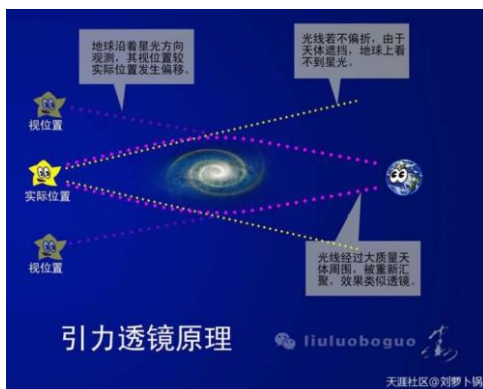 地球沿着星光方向
观测，其视位置较
实际位置发生偏移。
光线若不偏折，由于
天体遮挡，地球上看
不到星光。
视位置
实际位置
视位置
光线经过大质量天
体周围，被重新汇
聚，效果类似透镜。
引力透镜原理
liuluoboguo
天涯社区@刘萝卜锅